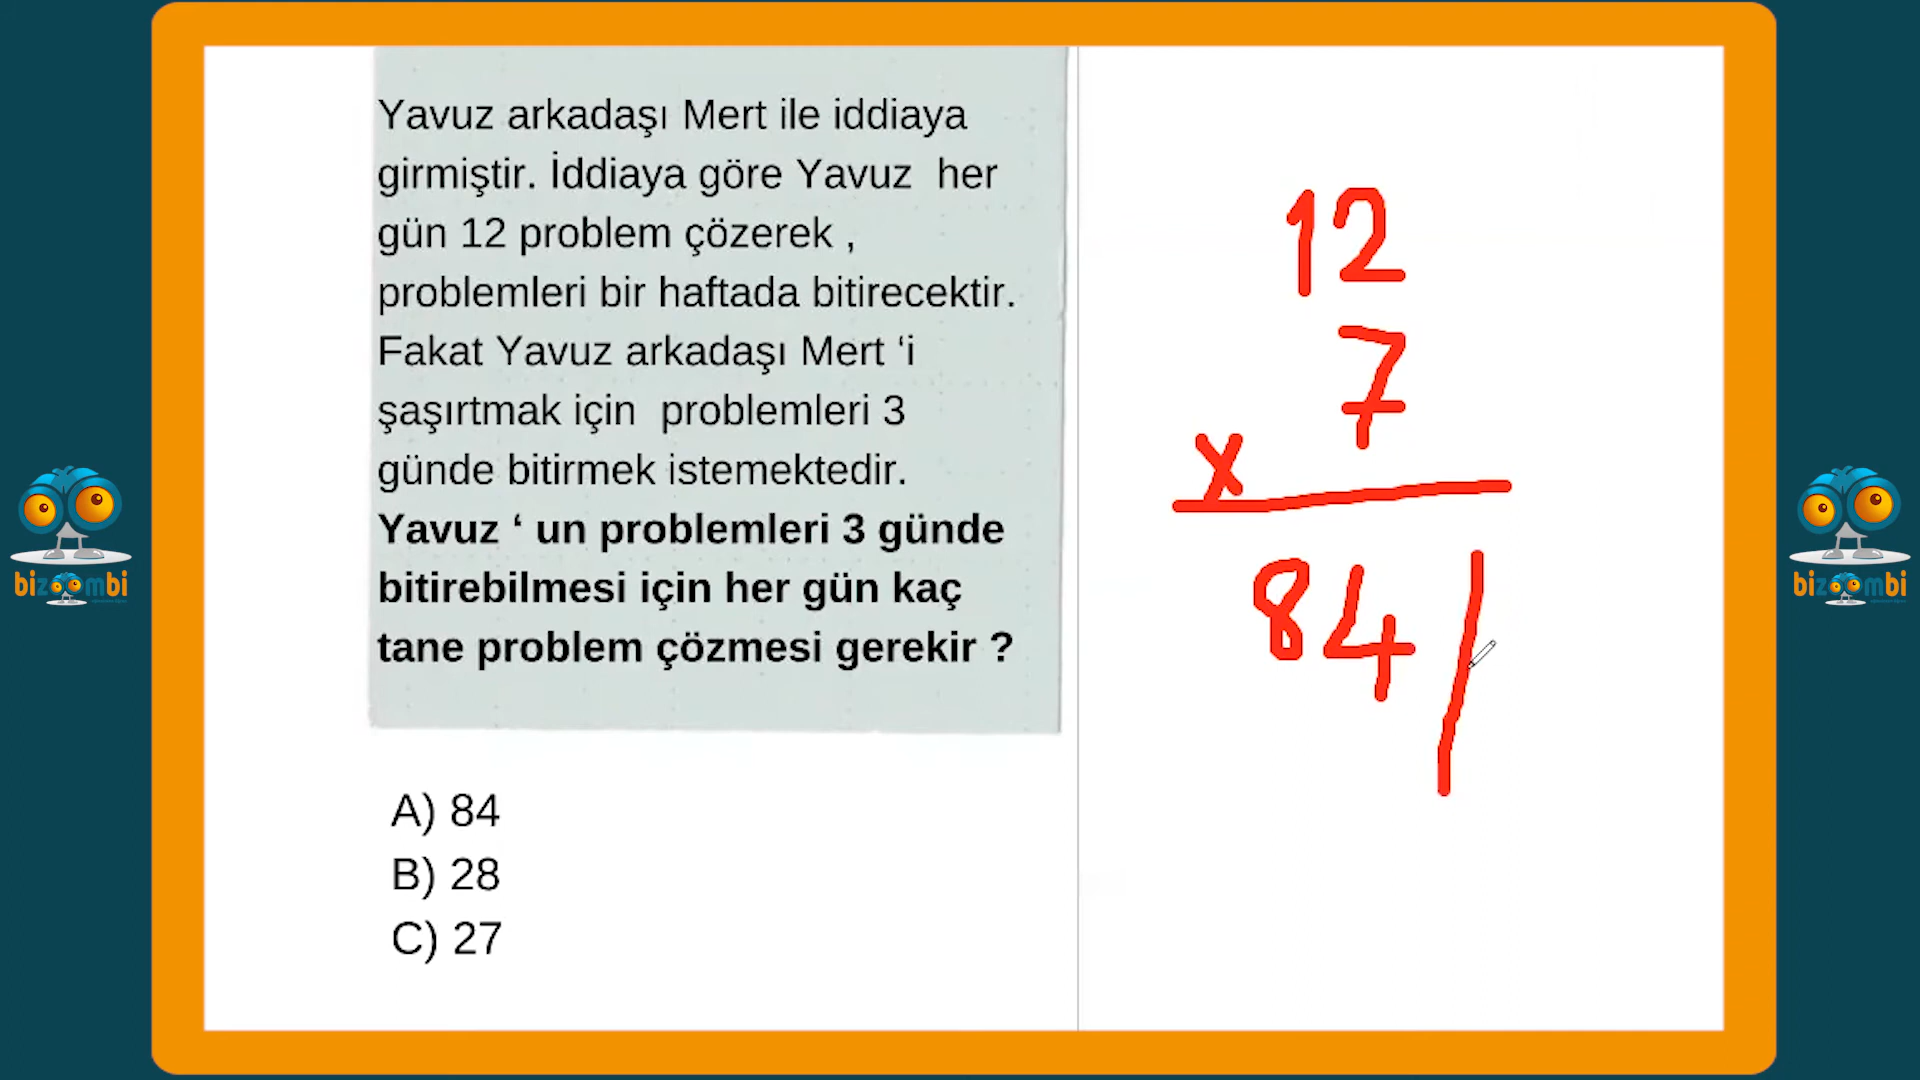 Yavuz arkadaşı Mert ile iddiaya
girmiştir. İddiaya göre Yavuz her
gün 12 problem çözerek ,
problemleri bir haftada bitirecektir.
Fakat Yavuz arkadaşı Mert ‘i
şaşırtmak için problemleri 3
günde bitirmek istemektedir.
Yavuz ‘ un problemleri 3 günde
bitirebilmesi için her gün kaç
tane problem çözmesi gerekir ?
A) 84
B) 28
C) 27
12
7
x
84
bizoombi
bizoombi